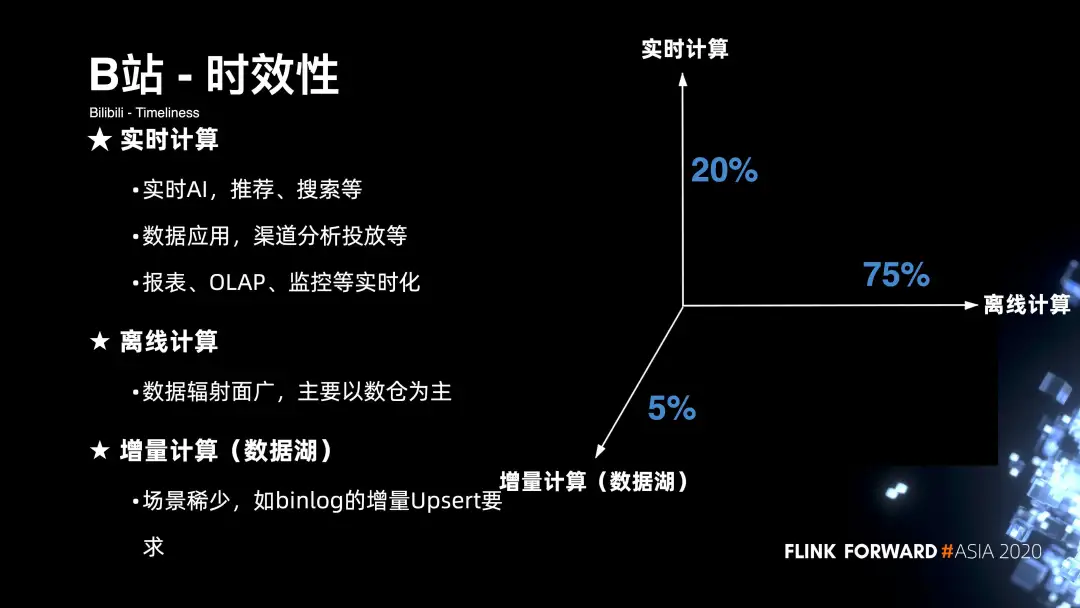 B站 - 时效性
Bilibili - Timeliness
★ 实时计算
•实时AI，推荐、搜索等
•数据应用，渠道分析投放等
•报表、OLAP、监控等实时化
★ 离线计算
•数据辐射面广，主要以数仓为主
★ 增量计算（数据湖）
•场景稀少，如binlog的增量Upsert要
求
实时计算
20%
75%
离线计算
5%
增量计算（数据湖）
FLINK FORWARD #ASIA 2020